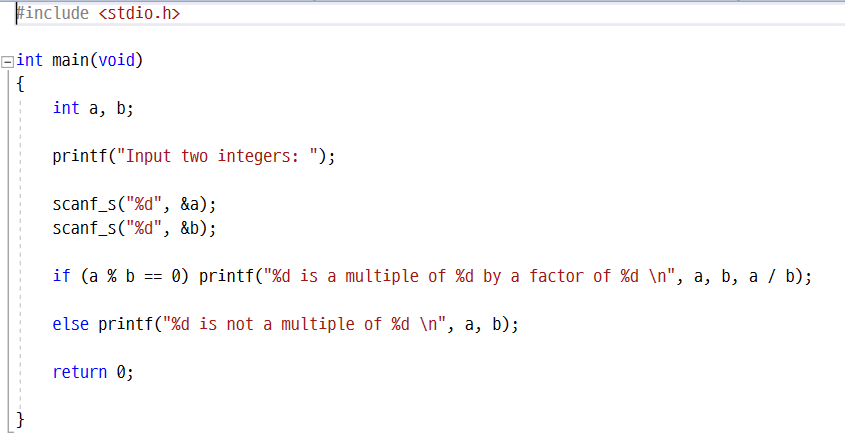 #include <stdio.h>
int main(void)
{
int a, b;
printf("Input two integers: ");
scanf_s("%d", &a);
scanf_s("%d", &b);
if (a % b == 0) printf("%d is a multiple of %d by a factor of %d \n", a, b, a / b);
else printf("%d is not a multiple of %d \n", a, b);
return 0;
}